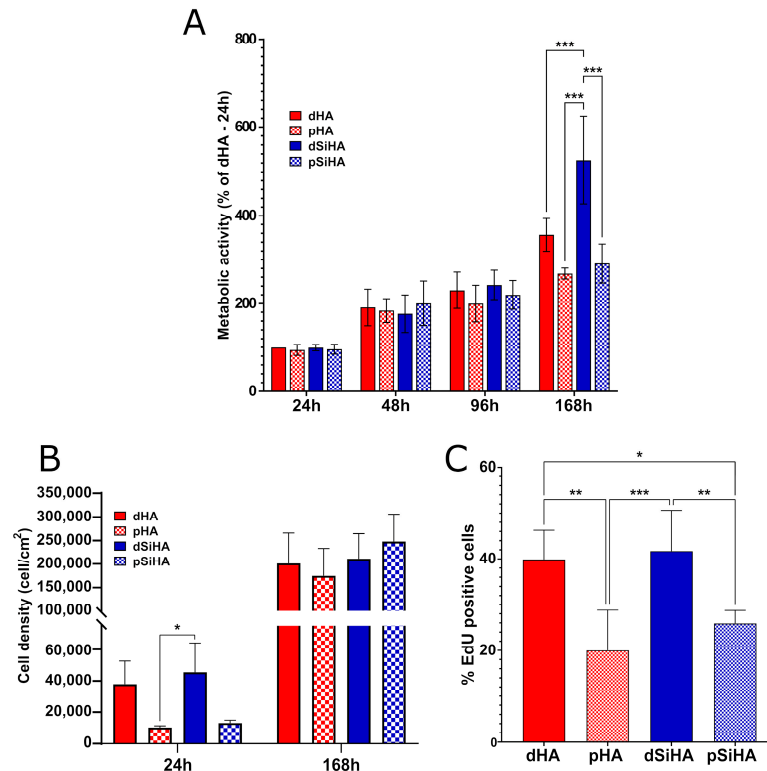 A
Metabolic activity (% of dHA - 24h)
800
600
400
200
0
dHA
pHA
dSiHA
pSiHA
***
***
***
24h 48h 96h 168h
B
Cell density (cell/cm²)
350,000
300,000
250,000
200,000
150,000
100,000
60,000
40,000
20,000
0
dHA
pHA
dSiHA
pSiHA
*
24h 168h
C
% EdU positive cells
60
40
20
0
*
** *** **
dHA pHA dSiHA pSiHA